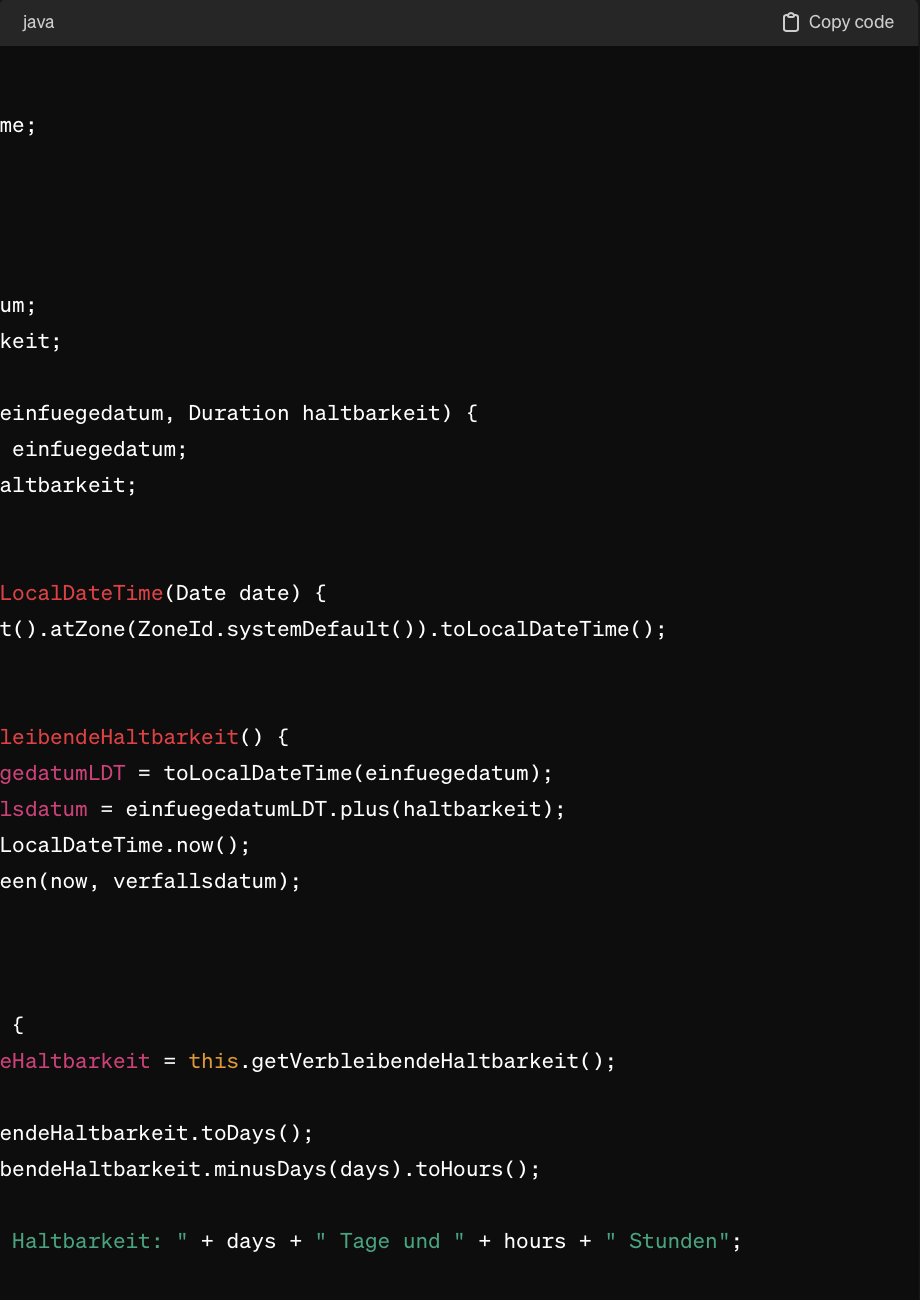 java
Copy code
me;
um;
keit;
einfuegedatum, Duration haltbarkeit) {
einfuegedatum;
altbarkeit;
LocalDateTime(Date date) {
t().atZone(ZoneId.systemDefault()).toLocalDateTime();
leibendeHaltbarkeit() {
gedatumLDT = toLocalDateTime(einfuegedatum);
lsdatum = einfuegedatumLDT.plus(haltbarkeit);
LocalDateTime.now();
een(now, verfallsdatum);
{
eHaltbarkeit = this.getVerbleibendeHaltbarkeit();
endeHaltbarkeit.toDays();
bendeHaltbarkeit.minusDays(days).toHours();
Haltbarkeit: " + days + " Tage und " + hours + " Stunden";